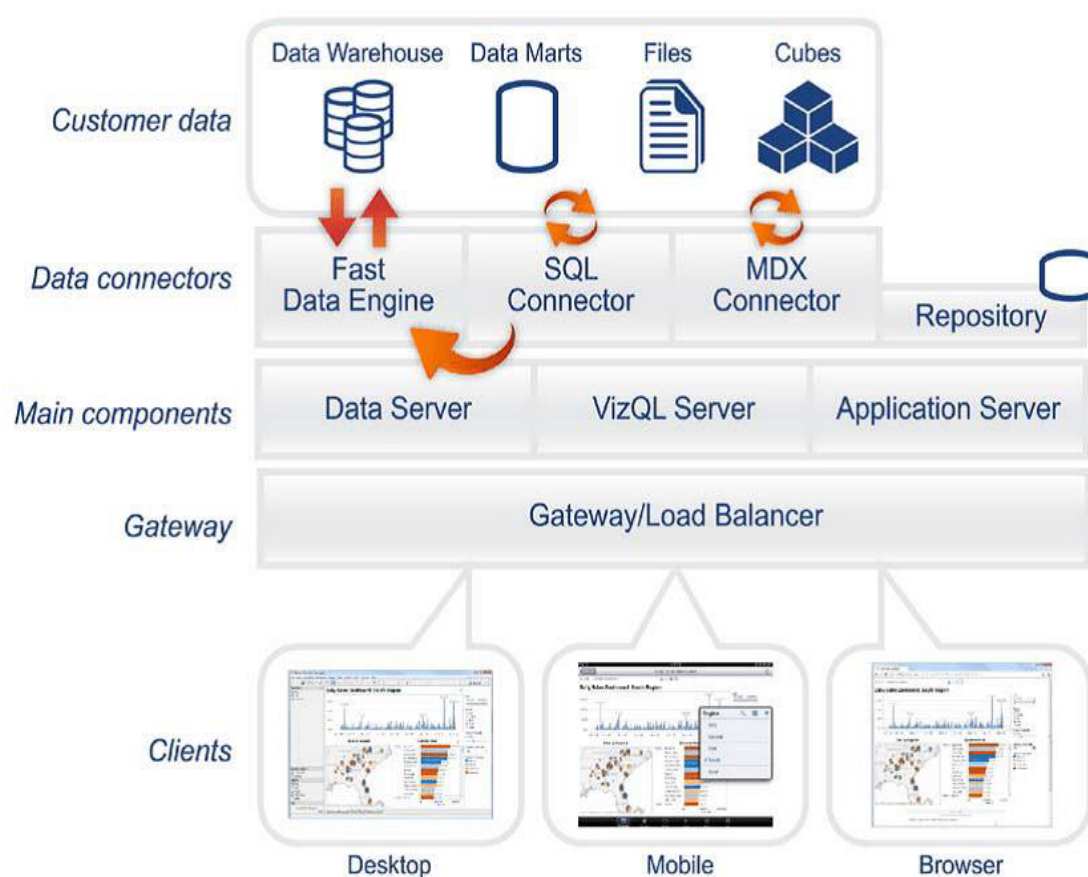 Data Warehouse
Data Marts
Files
Cubes
Customer data
Data connectors
Fast
Data Engine
SQL
Connector
MDX
Connector
Repository
Main components
Data Server
VizQL Server
Application Server
Gateway
Gateway/Load Balancer
Clients
Desktop
Mobile
Browser